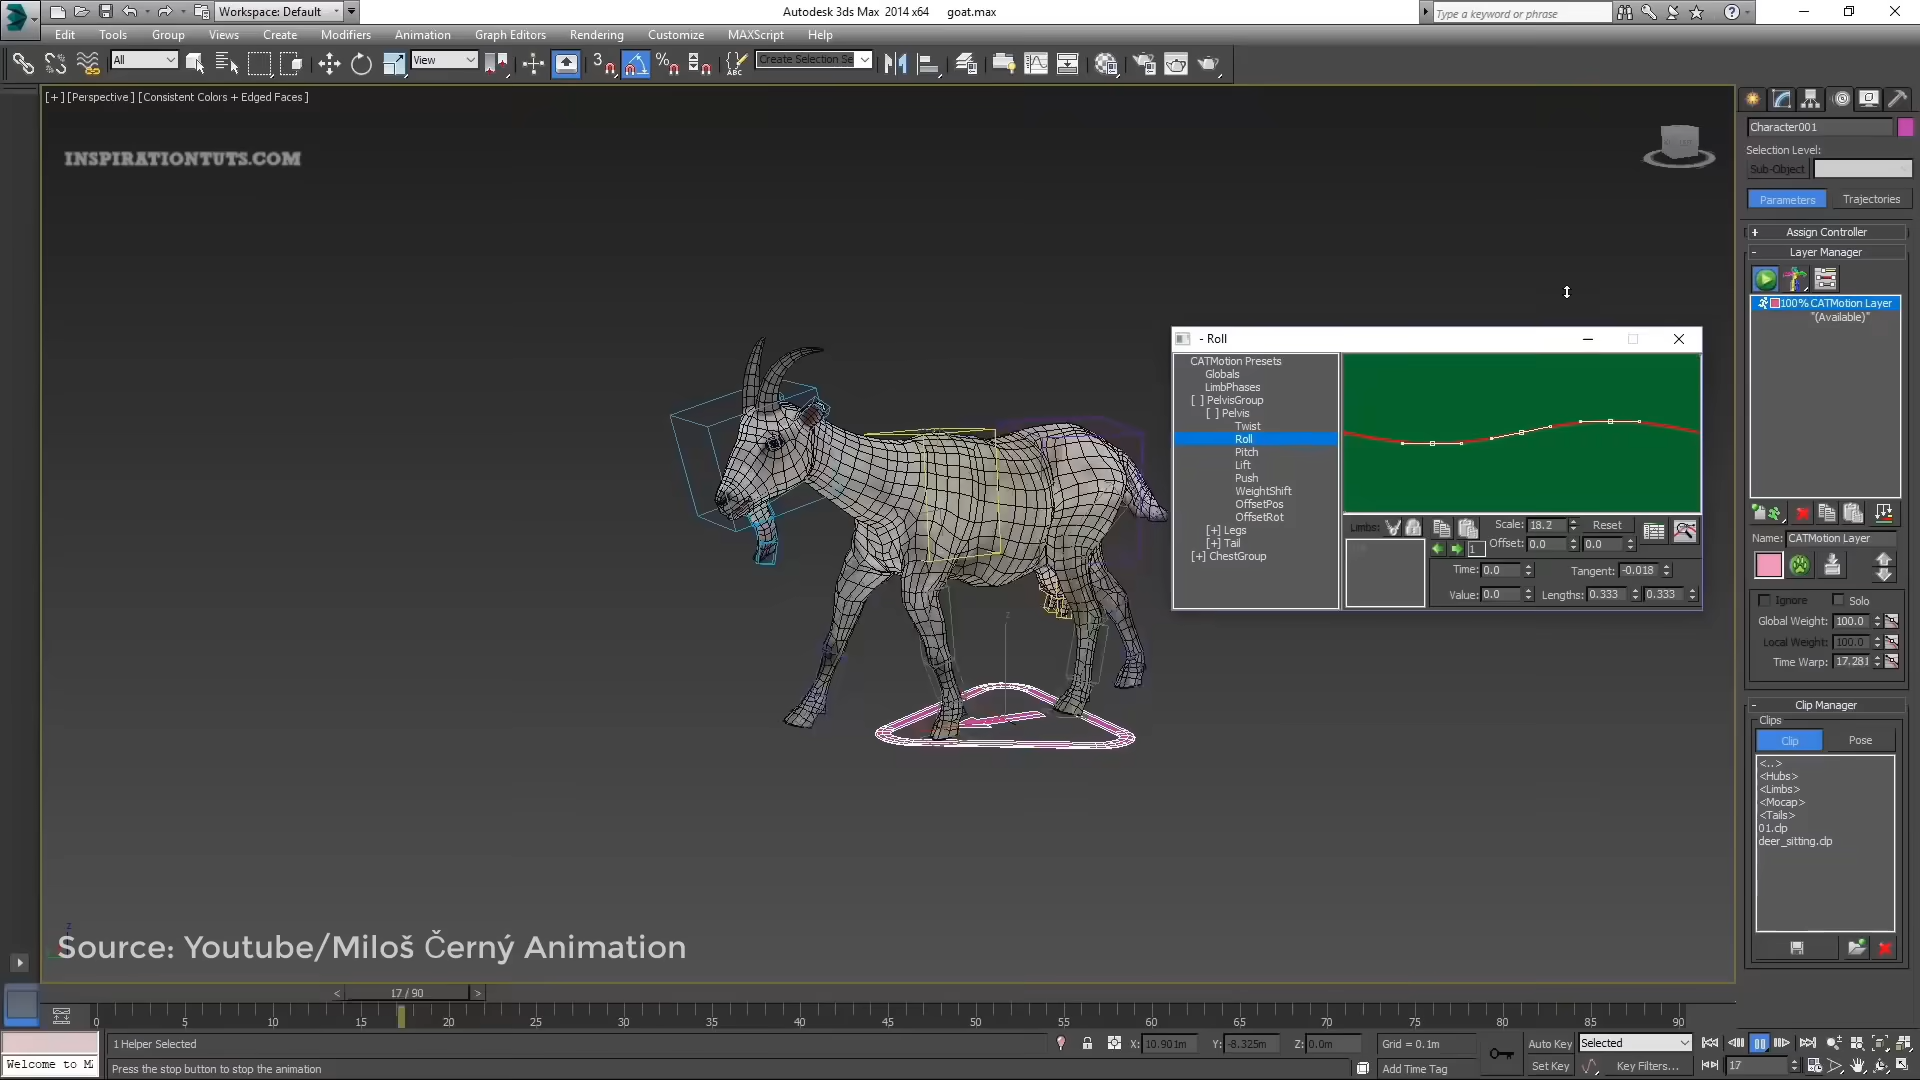 Workspace: Default
Autodesk 3ds Max 2014 x64 goat.max
Type a keyword or phrase
Edit Tools Group Views Create Modifiers Animation Graph Editors Rendering Customize MAXScript Help
All
View
3
Create Selection Se
[+] [Perspective ] [Consistent Colors + Edged Faces ]
INSPIRATIONTUTS.COM
Character001
Selection Level:
Sub-Object
Parameters Trajectories
+ Assign Controller
- Layer Manager
100% CATMotion Layer
"(Available)"
- Roll
CATMotion Presets
Globals
LimbPhases
[ ] PelvisGroup
[ ] Pelvis
Twist
Roll
Pitch
Lift
Push
WeightShift
OffsetPos
OffsetRot
[+] Legs
[+] Tail
[+] ChestGroup
Limbs:
Scale: 18.2 Reset
1 Offset: 0.0 0.0
Time: 0.0 Tangent: -0.018
Value: 0.0 Lengths: 0.333 0.333
Name: CATMotion Layer
Ignore Solo
Global Weight: 100.0
Local Weight: 100.0
Time Warp: 17.281
- Clip Manager
Clips
Clip Pose
<..>
<Hubs>
<Limbs>
<Mocap>
<Tails>
01.clp
deer_sitting.clp
z
z
Source: Youtube/Miloš Černý Animation
< 17 / 90 >
0 5 10 15 20 25 30 35 40 45 50 55 60 65 70 75 80 85 90
1 Helper Selected
X: 10.901m Y: -8.325m Z: 0.0m Grid = 0.1m
Auto Key Selected
Welcome to M
Press the stop button to stop the animation
Add Time Tag
Set Key Key Filters... 17